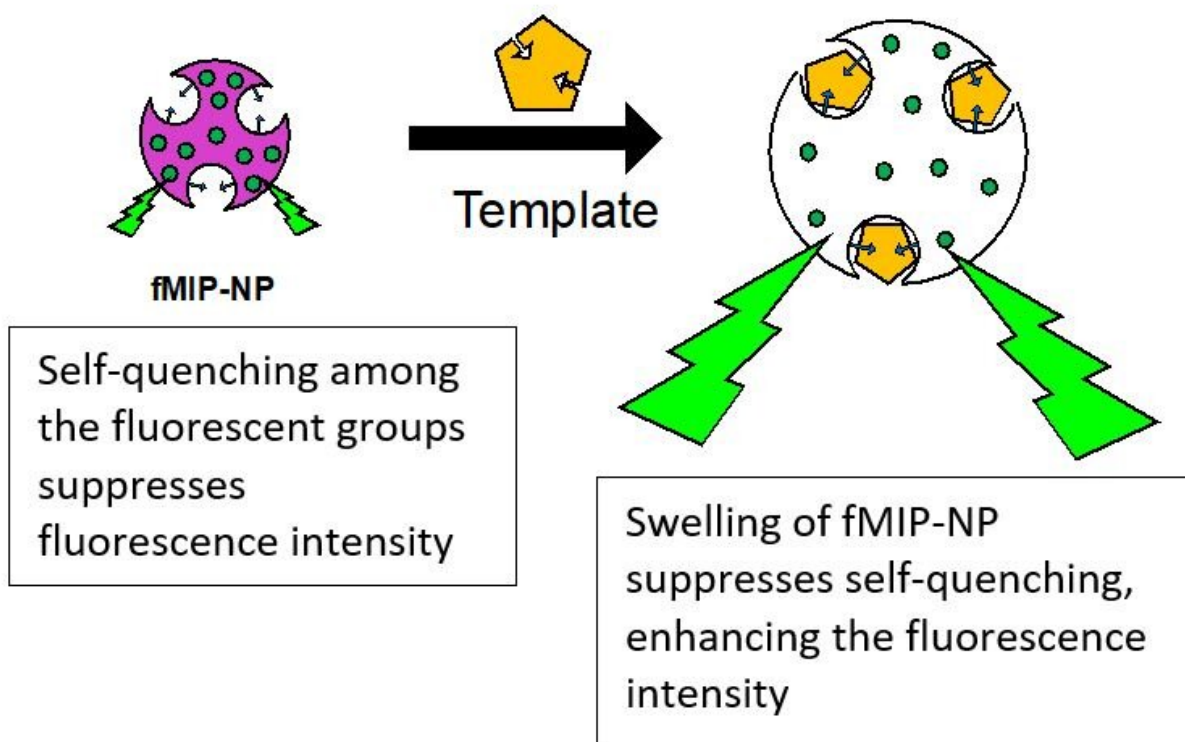 Template
fMIP-NP
Self-quenching among
the fluorescent groups
suppresses
fluorescence intensity
Swelling of fMIP-NP
suppresses self-quenching,
enhancing the fluorescence
intensity